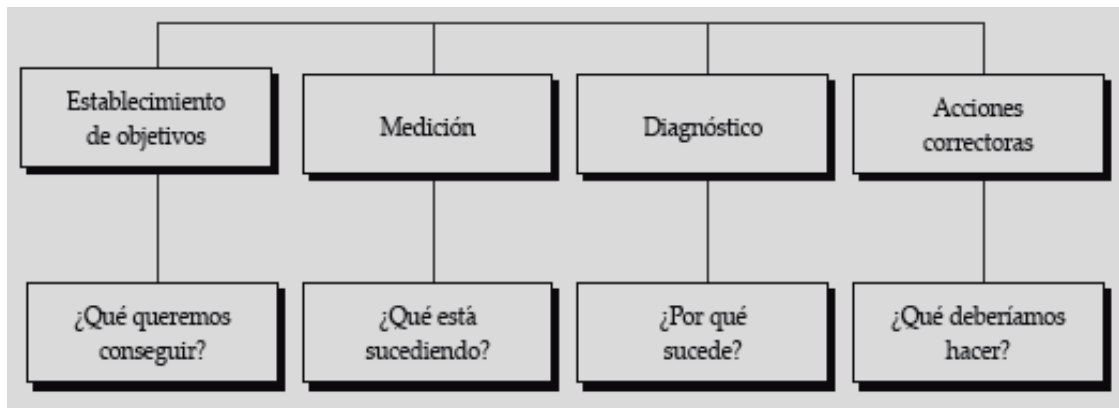 Establecimiento
de objetivos
Medición
Diagnóstico
Acciones
correctoras
¿Qué queremos
conseguir?
¿Qué está
sucediendo?
¿Por qué
sucede?
¿Qué deberíamos
hacer?